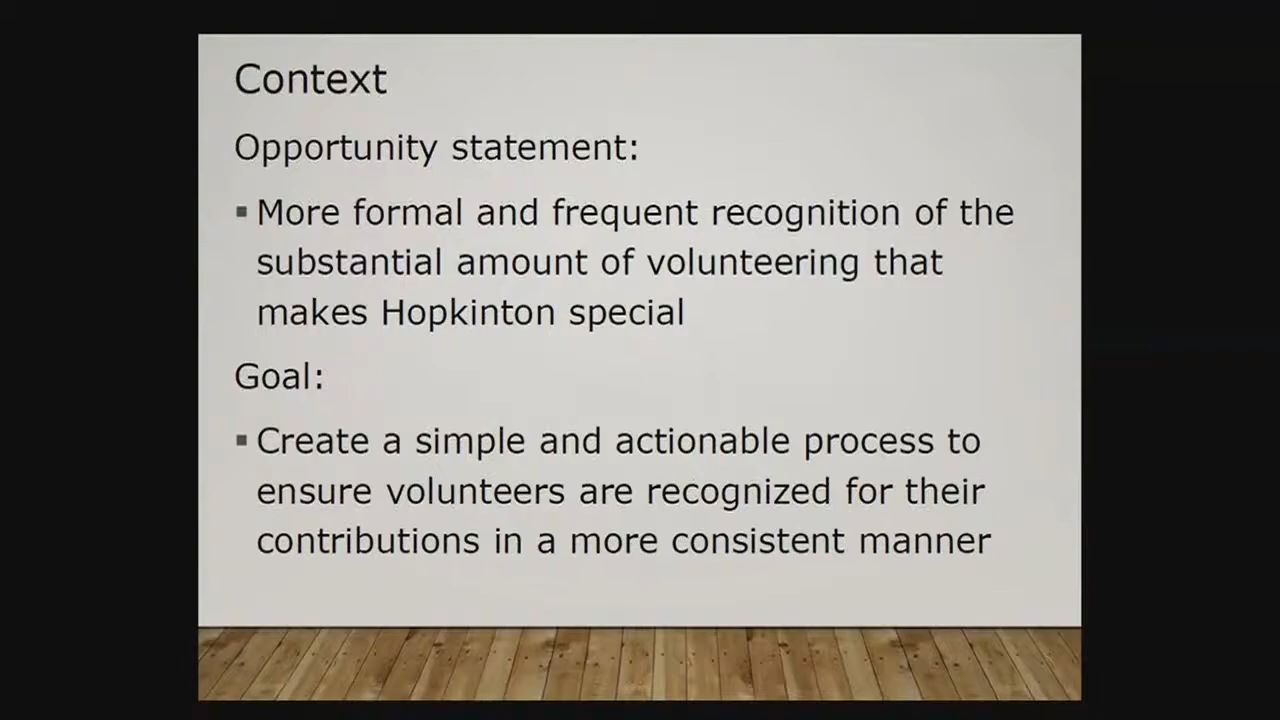 Context
Opportunity statement:
▪ More formal and frequent recognition of the
substantial amount of volunteering that
makes Hopkinton special
Goal:
▪ Create a simple and actionable process to
ensure volunteers are recognized for their
contributions in a more consistent manner